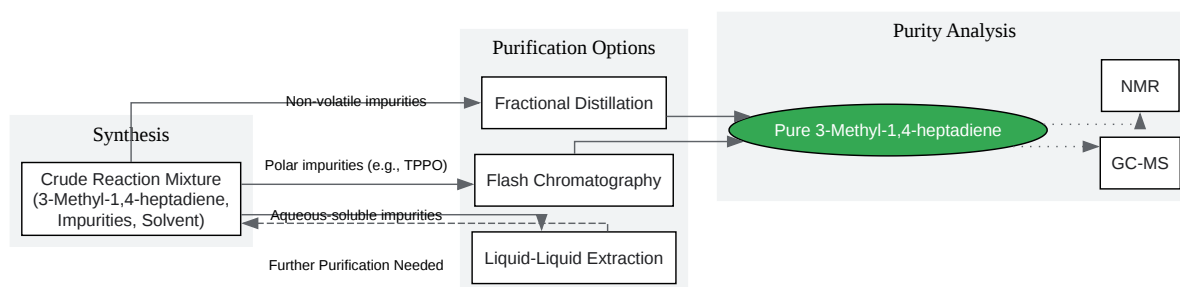 Synthesis
Crude Reaction Mixture
(3-Methyl-1,4-heptadiene,
Impurities, Solvent)
Non-volatile impurities
Polar impurities (e.g., TPPO)
Aqueous-soluble impurities
Further Purification Needed
Purification Options
Fractional Distillation
Flash Chromatography
Liquid-Liquid Extraction
Purity Analysis
Pure 3-Methyl-1,4-heptadiene
NMR
GC-MS